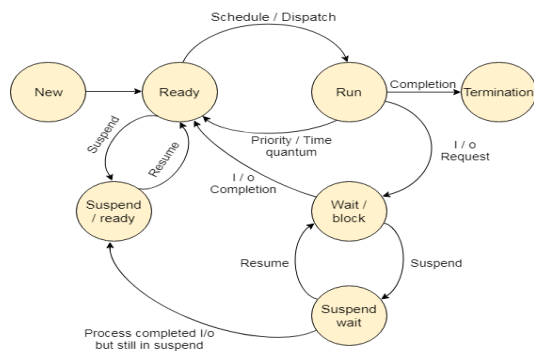 Schedule / Dispatch
New
Ready
Run
Completion
Termination
Priority / Time
quantum
Suspend
Resume
I / o
Request
I / o
Completion
Suspend
/ ready
Wait /
block
Resume
Suspend
Suspend
wait
Process completed I/o
but still in suspend